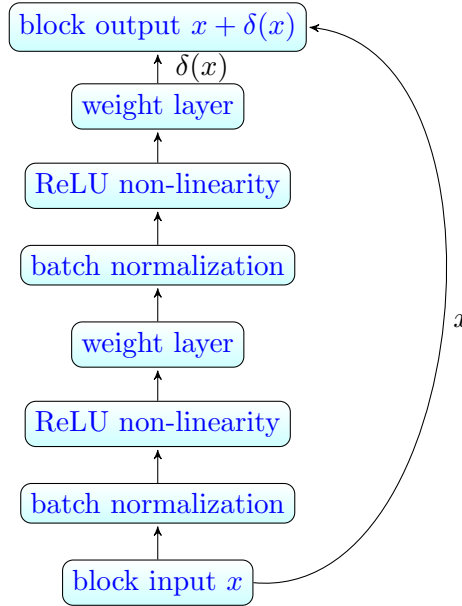 block output x + δ(x)
δ(x)
weight layer
ReLU non-linearity
batch normalization
weight layer
x
ReLU non-linearity
batch normalization
block input x